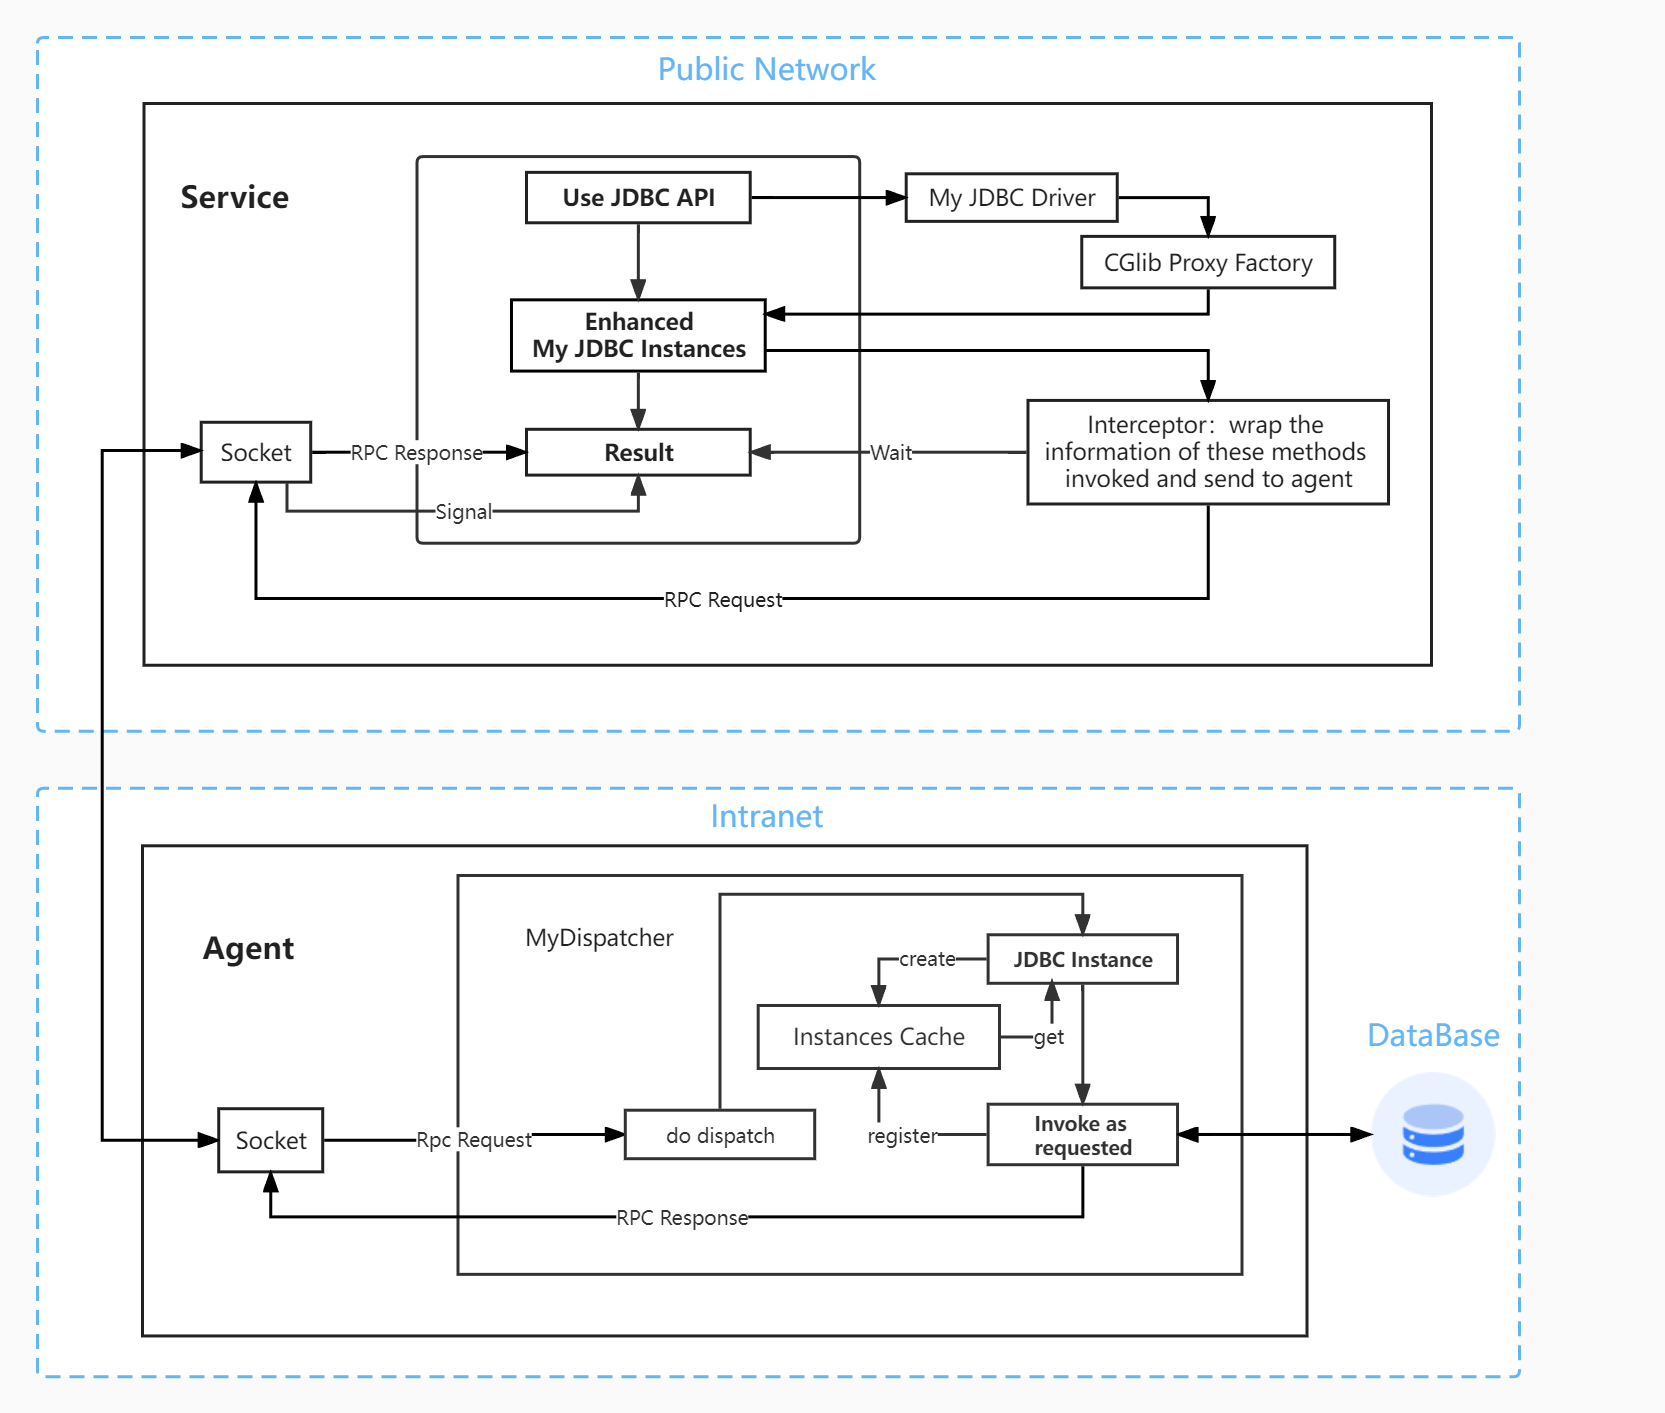 Public Network
Service
Use JDBC API
My JDBC Driver
CGlib Proxy Factory
Enhanced
My JDBC Instances
Interceptor：wrap the
information of these methods
invoked and send to agent
Socket
RPC Response
Result
Wait
Signal
RPC Request
Intranet
Agent
MyDispatcher
create
JDBC Instance
Instances Cache
get
DataBase
Socket
Rpc Request
do dispatch
register
Invoke as
requested
RPC Response